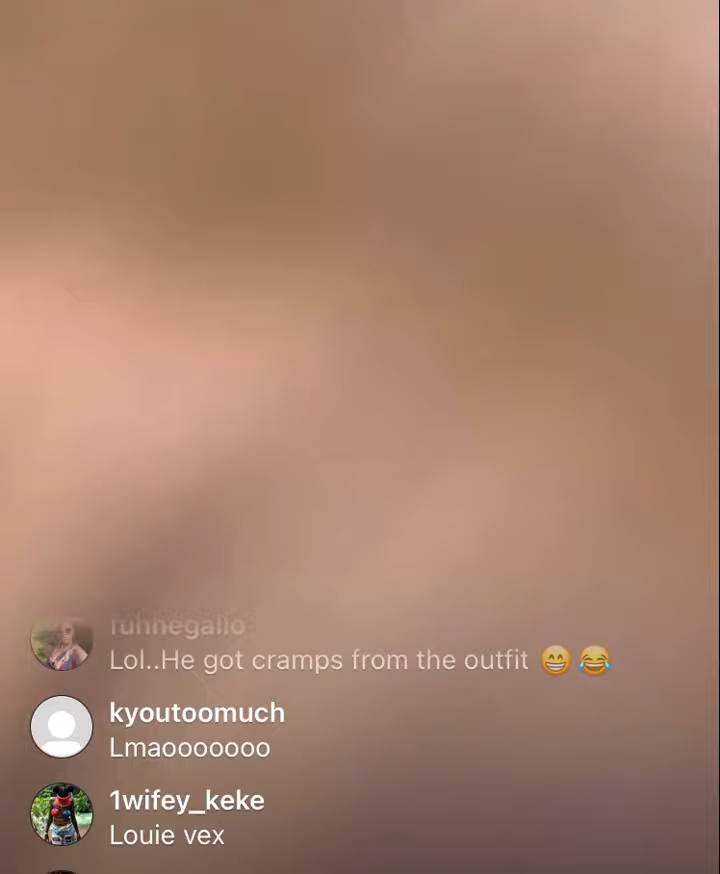 Lol..He got cramps from the outfit 😁😂
kyoutoomuch
Lmaooooooo
1wifey_keke
Louie vex